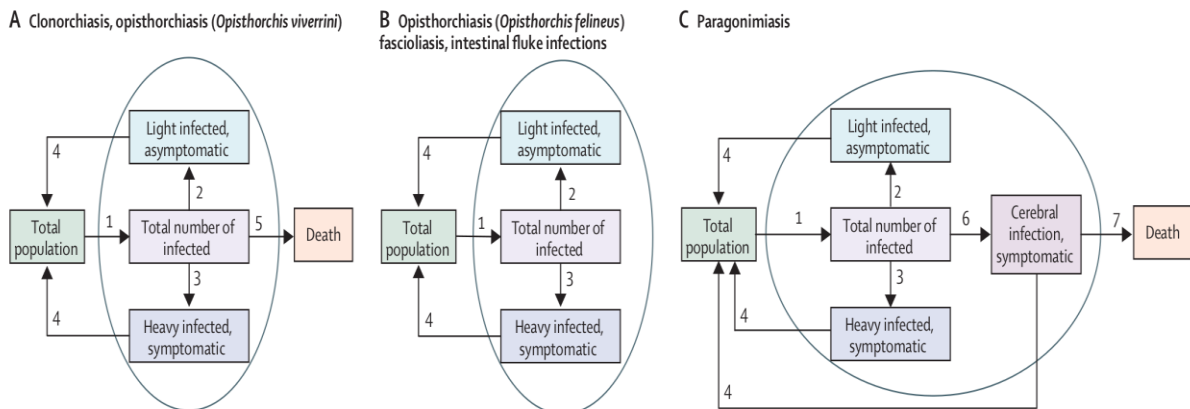 A Clonorchiasis, opisthorchiasis (Opisthorchis viverrini)
Light infected,
asymptomatic
4
2
Total
population
1
Total number of
infected
5
Death
3
4
Heavy infected,
symptomatic
B Opisthorchiasis (Opisthorchis felineus)
fascioliasis, intestinal fluke infections
Light infected,
asymptomatic
4
2
Total
population
1
Total number of
infected
3
4
Heavy infected,
symptomatic
C Paragonimiasis
Light infected,
asymptomatic
4
2
Total
population
1
Total number of
infected
6
Cerebral
infection,
symptomatic
7
Death
3
4
Heavy infected,
symptomatic
4